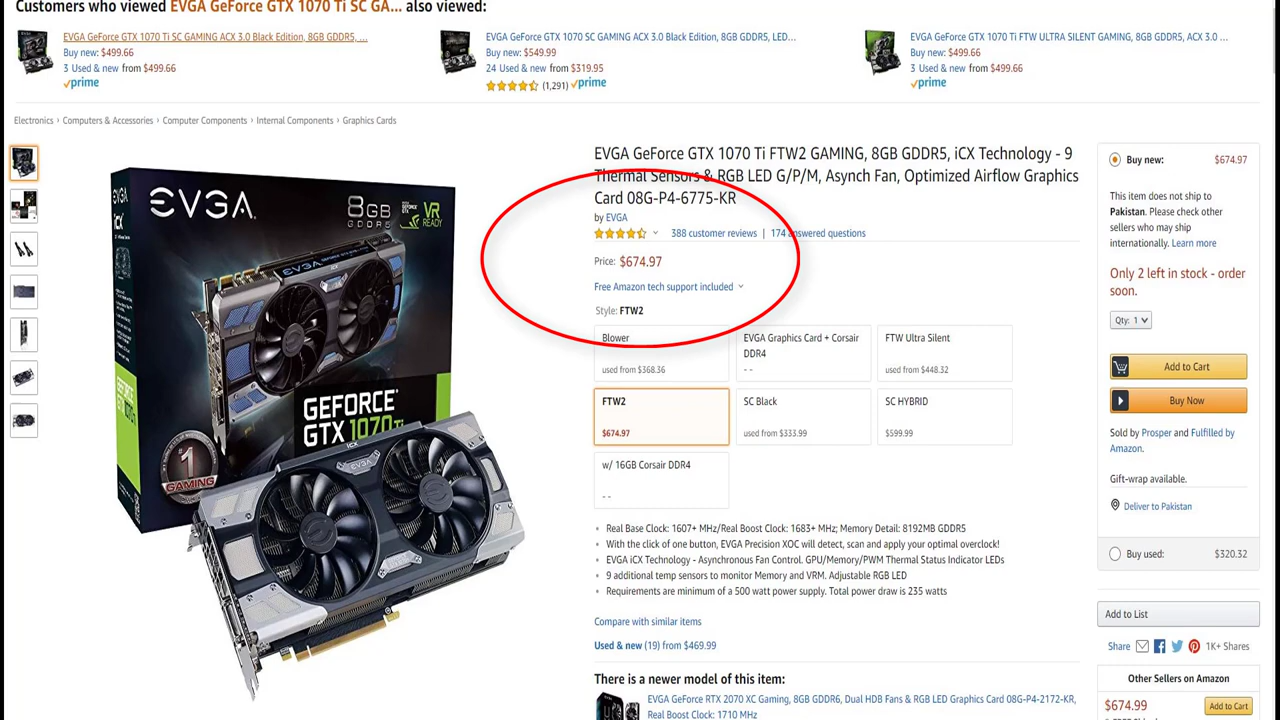 Customers who viewed EVGA GeForce GTX 1070 Ti SC GA... also viewed:
EVGA GeForce GTX 1070 Ti SC GAMING ACX 3.0 Black Edition, 8GB GDDR5, ...
Buy new: $499.66
3 Used & new from $499.66
prime
EVGA GeForce GTX 1070 SC GAMING ACX 3.0 Black Edition, 8GB GDDR5, LED...
Buy new: $549.99
24 Used & new from $319.95
(1,291) prime
EVGA GeForce GTX 1070 Ti FTW ULTRA SILENT GAMING, 8GB GDDR5, ACX 3.0 ...
Buy new: $499.66
3 Used & new from $499.66
prime
Electronics › Computers & Accessories › Computer Components › Internal Components › Graphics Cards
EVGA
8GB
GDDR5
VR
READY
iCX
EVGA
GEFORCE
GTX 1070 Ti
#1
GAMING
iCX
EVGA
EVGA GeForce GTX 1070 Ti FTW2 GAMING, 8GB GDDR5, iCX Technology - 9
Thermal Sensors & RGB LED G/P/M, Asynch Fan, Optimized Airflow Graphics
Card 08G-P4-6775-KR
by EVGA
388 customer reviews | 174 answered questions
Price: $674.97
Free Amazon tech support included
Style: FTW2
Blower
used from $368.36
EVGA Graphics Card + Corsair
DDR4
- -
FTW Ultra Silent
used from $448.32
FTW2
$674.97
SC Black
used from $333.99
SC HYBRID
$599.99
w/ 16GB Corsair DDR4
- -
• Real Base Clock: 1607+ MHz/Real Boost Clock: 1683+ MHz; Memory Detail: 8192MB GDDR5
• With the click of one button, EVGA Precision XOC will detect, scan and apply your optimal overclock!
• EVGA iCX Technology - Asynchronous Fan Control. GPU/Memory/PWM Thermal Status Indicator LEDs
• 9 additional temp sensors to monitor Memory and VRM. Adjustable RGB LED
• Requirements are minimum of a 500 watt power supply. Total power draw is 235 watts
Compare with similar items
Used & new (19) from $469.99
There is a newer model of this item:
EVGA GeForce RTX 2070 XC Gaming, 8GB GDDR6, Dual HDB Fans & RGB LED Graphics Card 08G-P4-2172-KR,
Real Boost Clock: 1710 MHz
Buy new: $674.97
This item does not ship to
Pakistan. Please check other
sellers who may ship
internationally. Learn more
Only 2 left in stock - order
soon.
Qty: 1
Add to Cart
Buy Now
Sold by Prosper and Fulfilled by
Amazon.
Gift-wrap available.
Deliver to Pakistan
Buy used: $320.32
Add to List
Share 1K+ Shares
Other Sellers on Amazon
$674.99 Add to Cart